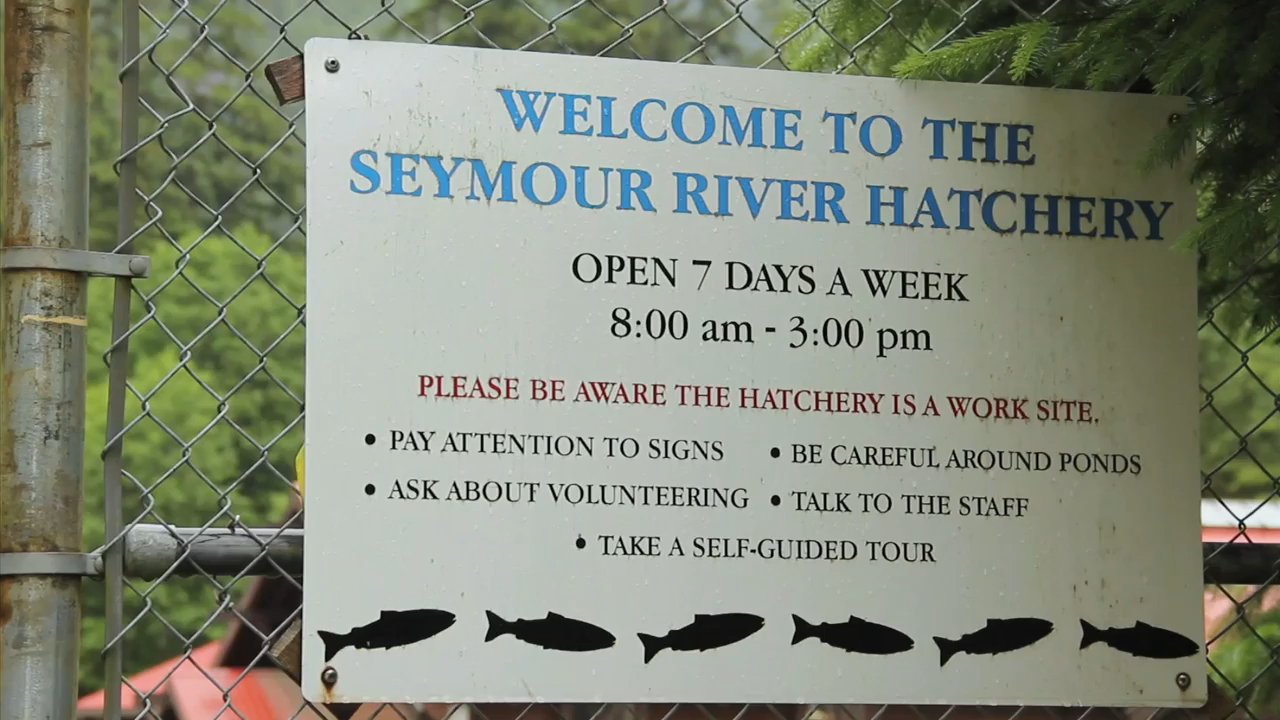 WELCOME TO THE
SEYMOUR RIVER HATCHERY
OPEN 7 DAYS A WEEK
8:00 am - 3:00 pm
PLEASE BE AWARE THE HATCHERY IS A WORK SITE.
• PAY ATTENTION TO SIGNS • BE CAREFUL AROUND PONDS
• ASK ABOUT VOLUNTEERING • TALK TO THE STAFF
• TAKE A SELF-GUIDED TOUR